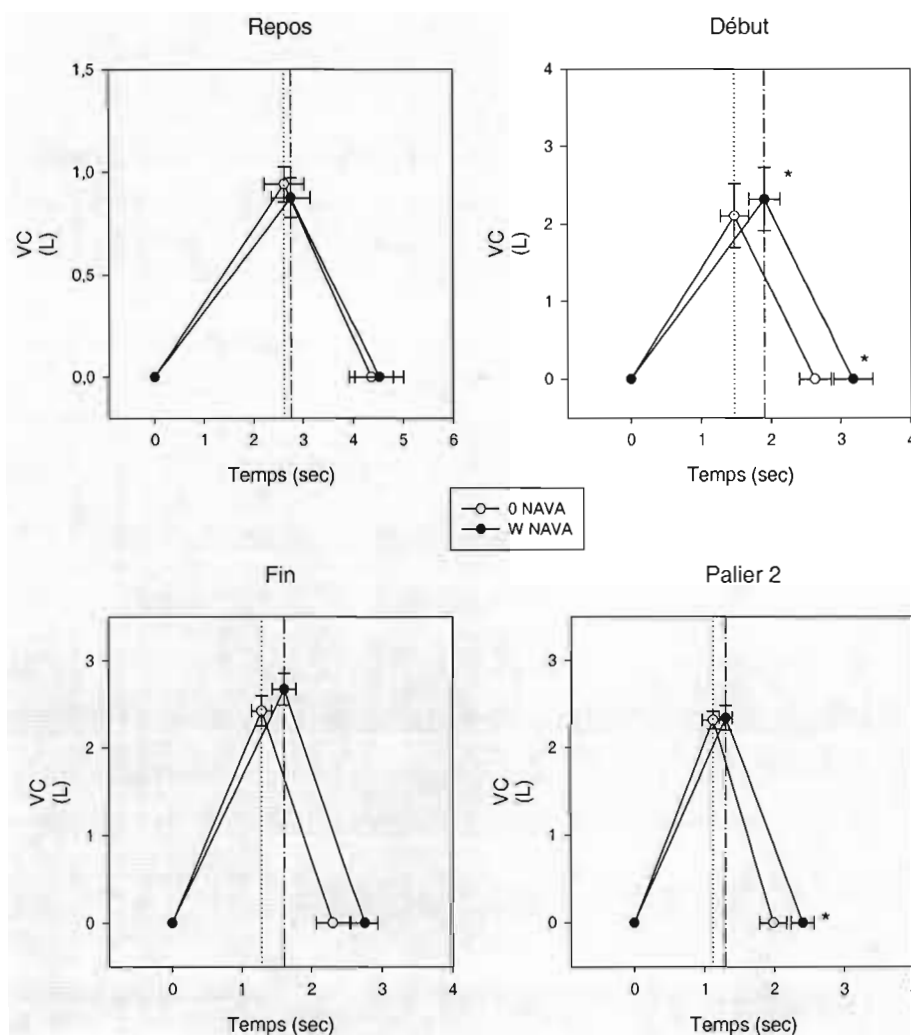 Repos
1,5
1,0
0,5
0,0
VC
(L)
0 1 2 3 4 5 6
Temps (sec)
Début
4
3
2
1
0
VC
(L)
*
*
0 1 2 3 4
Temps (sec)
0 NAVA
W NAVA
Fin
3
2
1
0
VC
(L)
0 1 2 3 4
Temps (sec)
Palier 2
3
2
1
0
VC
(L)
*
0 1 2 3
Temps (sec)